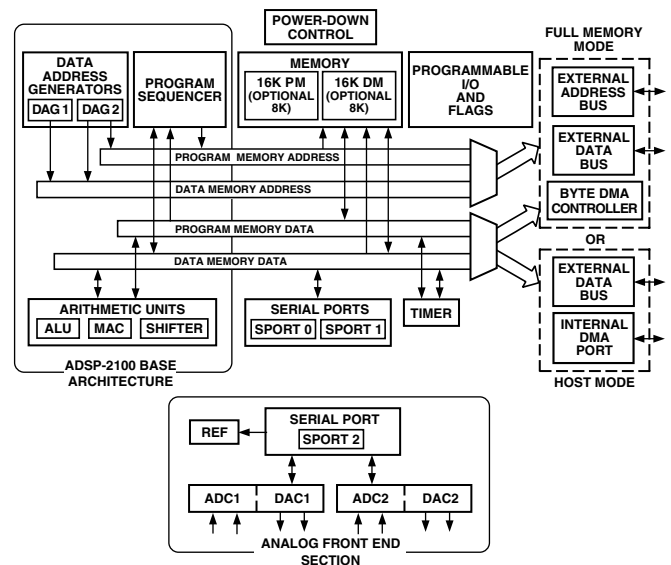 POWER-DOWN
CONTROL
FULL MEMORY
MODE
DATA
ADDRESS
GENERATORS
DAG 1
DAG 2
PROGRAM
SEQUENCER
MEMORY
16K PM
(OPTIONAL
8K)
16K DM
(OPTIONAL
8K)
PROGRAMMABLE
I/O
AND
FLAGS
EXTERNAL
ADDRESS
BUS
EXTERNAL
DATA
BUS
BYTE DMA
CONTROLLER
OR
EXTERNAL
DATA
BUS
INTERNAL
DMA
PORT
HOST MODE
PROGRAM MEMORY ADDRESS
DATA MEMORY ADDRESS
PROGRAM MEMORY DATA
DATA MEMORY DATA
ARITHMETIC UNITS
ALU
MAC
SHIFTER
SERIAL PORTS
SPORT 0
SPORT 1
TIMER
ADSP-2100 BASE
ARCHITECTURE
REF
SERIAL PORT
SPORT 2
ADC1
DAC1
ADC2
DAC2
ANALOG FRONT END
SECTION